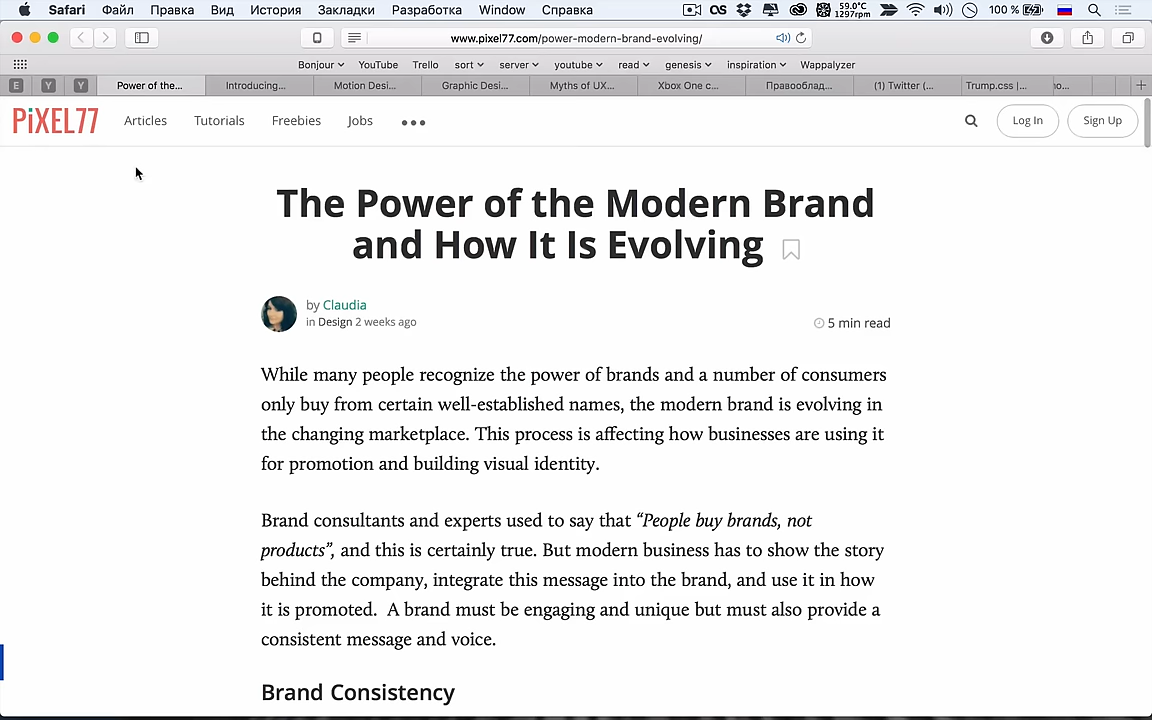 Safari Файл Правка Вид История Закладки Разработка Window Справка 59.0°C 1297rpm 100 %
www.pixel77.com/power-modern-brand-evolving/
Bonjour YouTube Trello sort server youtube read genesis inspiration Wappalyzer
E Y Y Power of the... Introducing... Motion Desi... Graphic Desi... Myths of UX... Xbox One с... Правооблад... (1) Twitter (... Trump.css |...
PiXEL77 Articles Tutorials Freebies Jobs Log In Sign Up
The Power of the Modern Brand
and How It Is Evolving
by Claudia
in Design 2 weeks ago
5 min read
While many people recognize the power of brands and a number of consumers
only buy from certain well-established names, the modern brand is evolving in
the changing marketplace. This process is affecting how businesses are using it
for promotion and building visual identity.
Brand consultants and experts used to say that “People buy brands, not
products”, and this is certainly true. But modern business has to show the story
behind the company, integrate this message into the brand, and use it in how
it is promoted.  A brand must be engaging and unique but must also provide a
consistent message and voice.
Brand Consistency